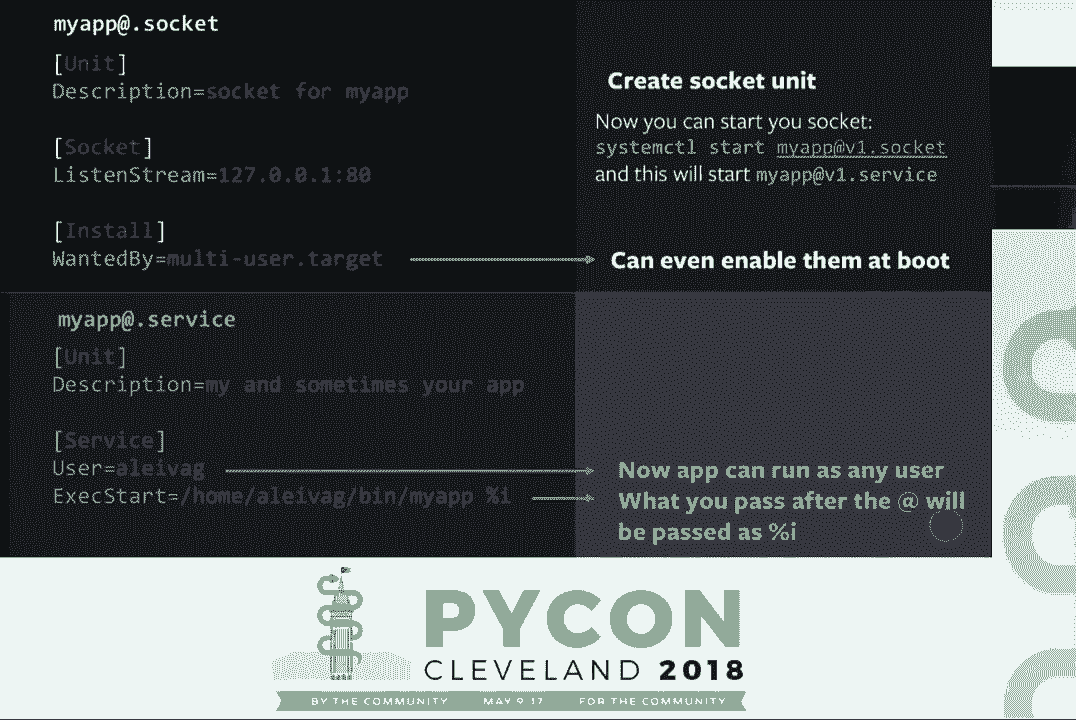 myapp@.socket
[Unit]
Description=socket for myapp
[Socket]
ListenStream=127.0.0.1:80
[Install]
WantedBy=multi-user.target
Create socket unit
Now you can start you socket:
systemctl start myapp@v1.socket
and this will start myapp@v1.service
Can even enable them at boot
myapp@.service
[Unit]
Description=my and sometimes your app
[Service]
User=aleivag
ExecStart=/home/aleivag/bin/myapp %i
Now app can run as any user
What you pass after the @ will
be passed as %i
PYCON
CLEVELAND 2018
BY THE COMMUNITY MAY 9-17 FOR THE COMMUNITY